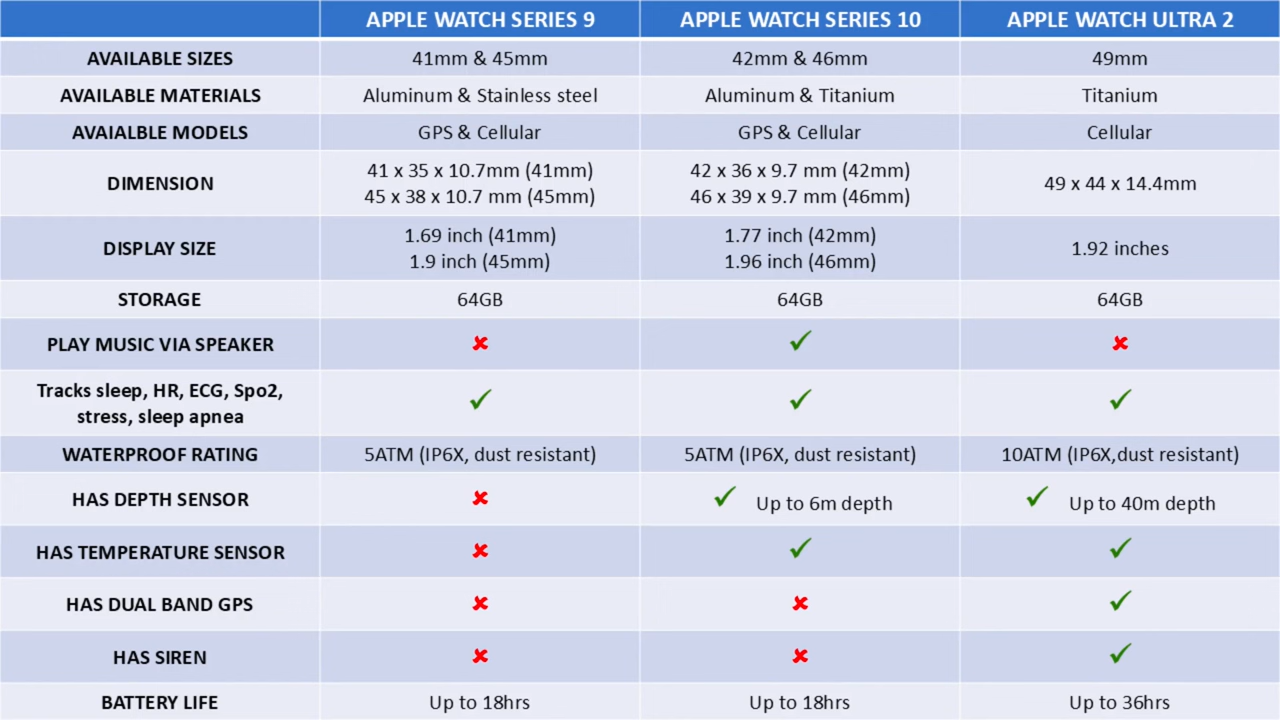 APPLE WATCH SERIES 9 APPLE WATCH SERIES 10 APPLE WATCH ULTRA 2
AVAILABLE SIZES 41mm & 45mm 42mm & 46mm 49mm
AVAILABLE MATERIALS Aluminum & Stainless steel Aluminum & Titanium Titanium
AVAIALBLE MODELS GPS & Cellular GPS & Cellular Cellular
DIMENSION 41 x 35 x 10.7mm (41mm) 42 x 36 x 9.7 mm (42mm) 49 x 44 x 14.4mm
45 x 38 x 10.7 mm (45mm) 46 x 39 x 9.7 mm (46mm)
DISPLAY SIZE 1.69 inch (41mm) 1.77 inch (42mm) 1.92 inches
1.9 inch (45mm) 1.96 inch (46mm)
STORAGE 64GB 64GB 64GB
PLAY MUSIC VIA SPEAKER ✘ ✓ ✘
Tracks sleep, HR, ECG, Spo2,
stress, sleep apnea ✓ ✓ ✓
WATERPROOF RATING 5ATM (IP6X, dust resistant) 5ATM (IP6X, dust resistant) 10ATM (IP6X,dust resistant)
HAS DEPTH SENSOR ✘ ✓ Up to 6m depth ✓ Up to 40m depth
HAS TEMPERATURE SENSOR ✘ ✓ ✓
HAS DUAL BAND GPS ✘ ✘ ✓
HAS SIREN ✘ ✘ ✓
BATTERY LIFE Up to 18hrs Up to 18hrs Up to 36hrs